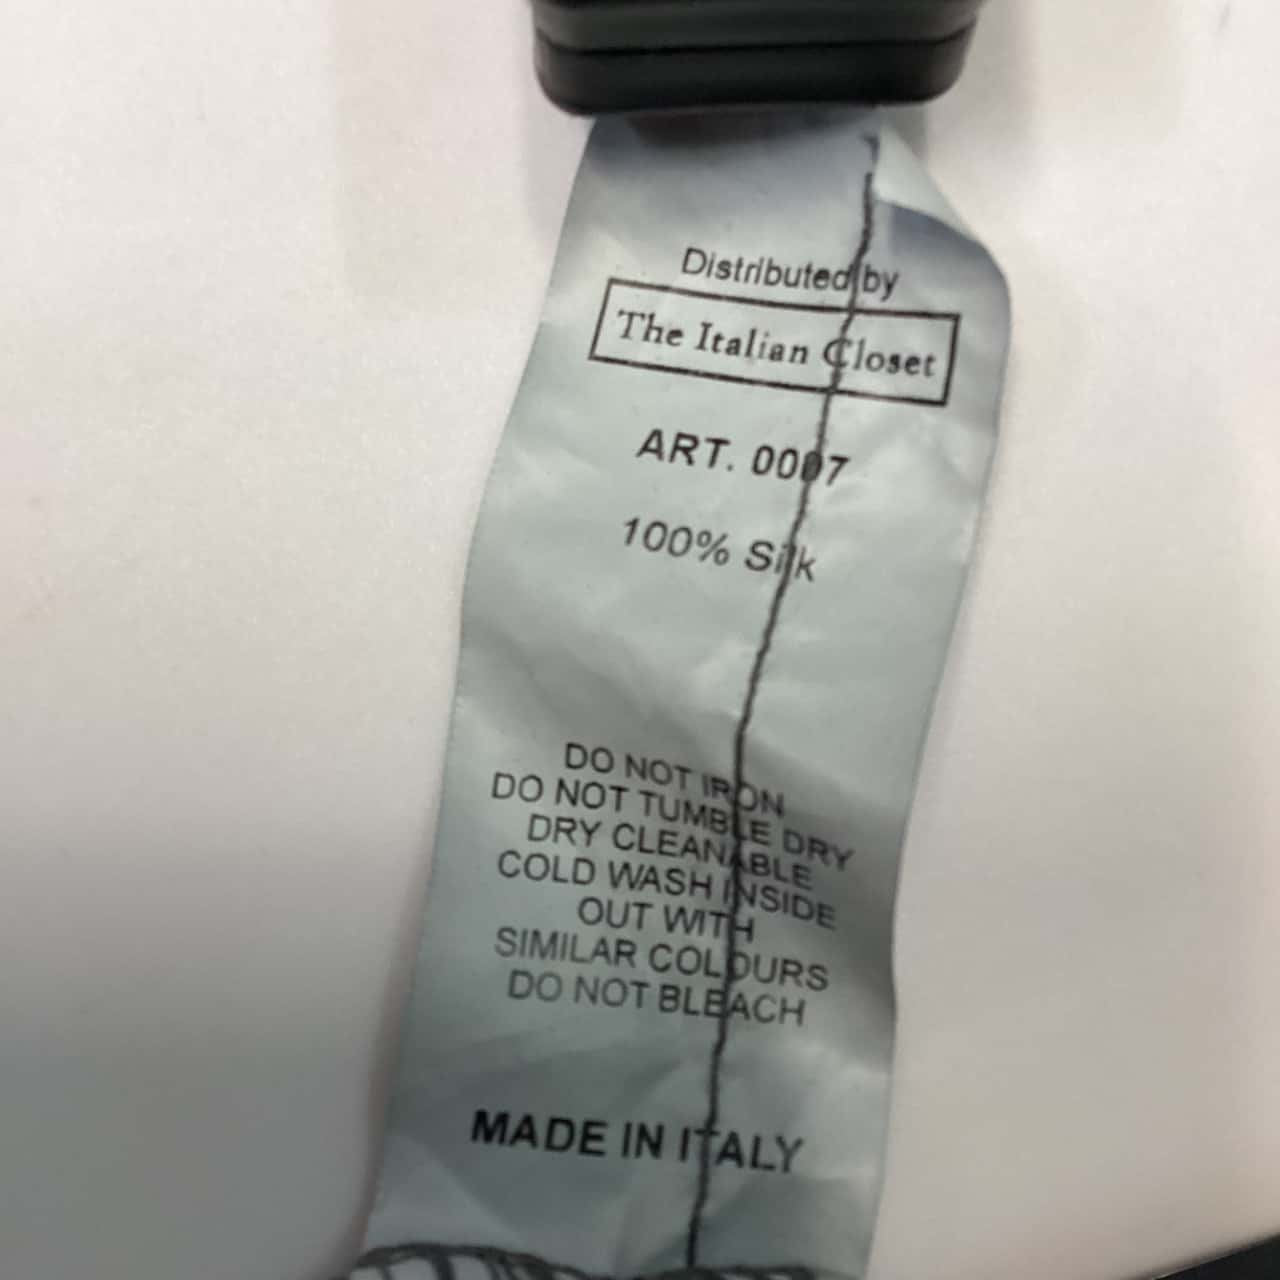 Distributed by
The Italian Closet
ART. 0007
100% Silk
DO NOT IRON
DO NOT TUMBLE DRY
DRY CLEANABLE
COLD WASH INSIDE
OUT WITH
SIMILAR COLOURS
DO NOT BLEACH
MADE IN ITALY